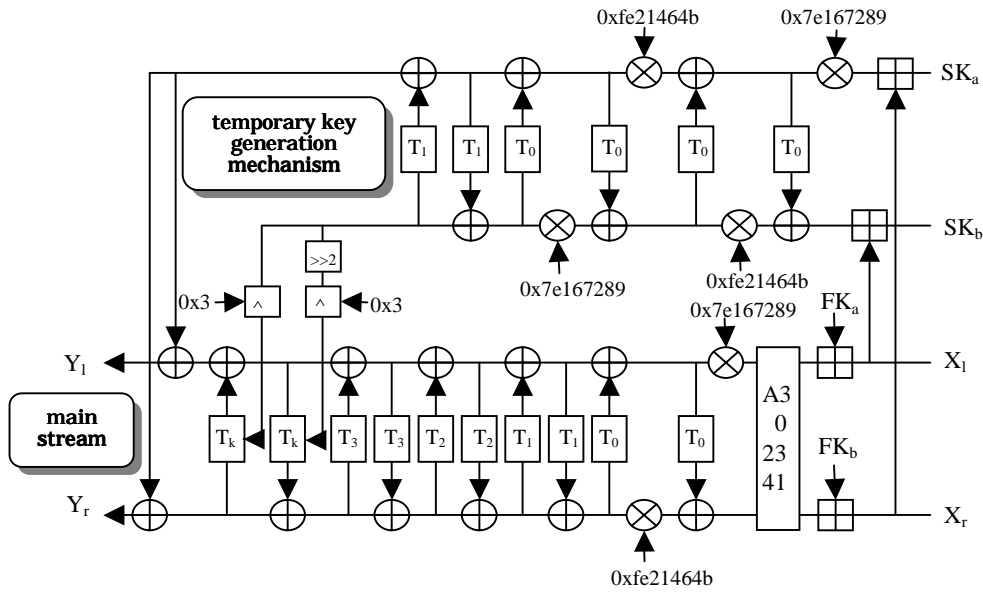 0xfe21464b 0x7e167289
SKa
temporary key
generation
mechanism
T1 T1 T0 T0 T0 T0
SKb
>>2
0x7e167289 0xfe21464b
0x3 ^ ^ 0x3
0x7e167289 FKa
Yl Xl
main
stream
A3
0
23
41
Tk Tk T3 T3 T2 T2 T1 T1 T0 T0
FKb
Yr Xr
0xfe21464b